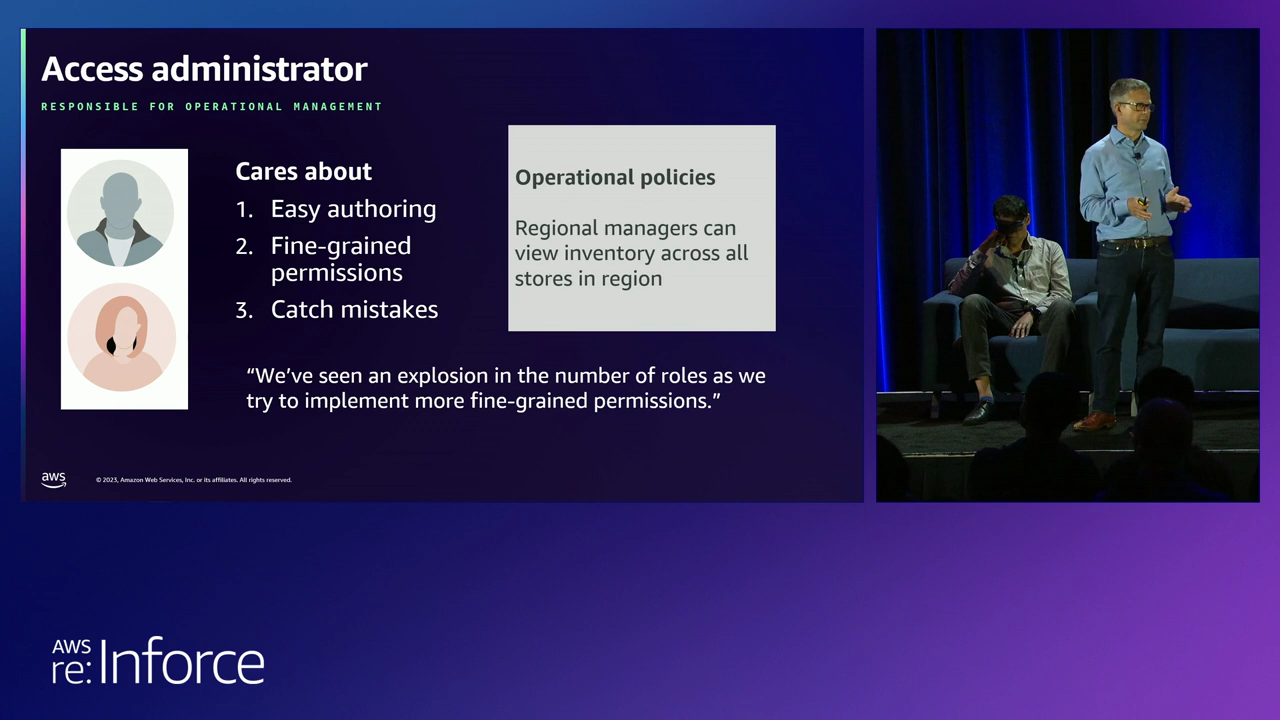 Access administrator
RESPONSIBLE FOR OPERATIONAL MANAGEMENT
Cares about
1. Easy authoring
2. Fine-grained
permissions
3. Catch mistakes
Operational policies
Regional managers can
view inventory across all
stores in region
“We’ve seen an explosion in the number of roles as we
try to implement more fine-grained permissions.”
aws
© 2023, Amazon Web Services, Inc. or its affiliates. All rights reserved.
AWS
re:Inforce